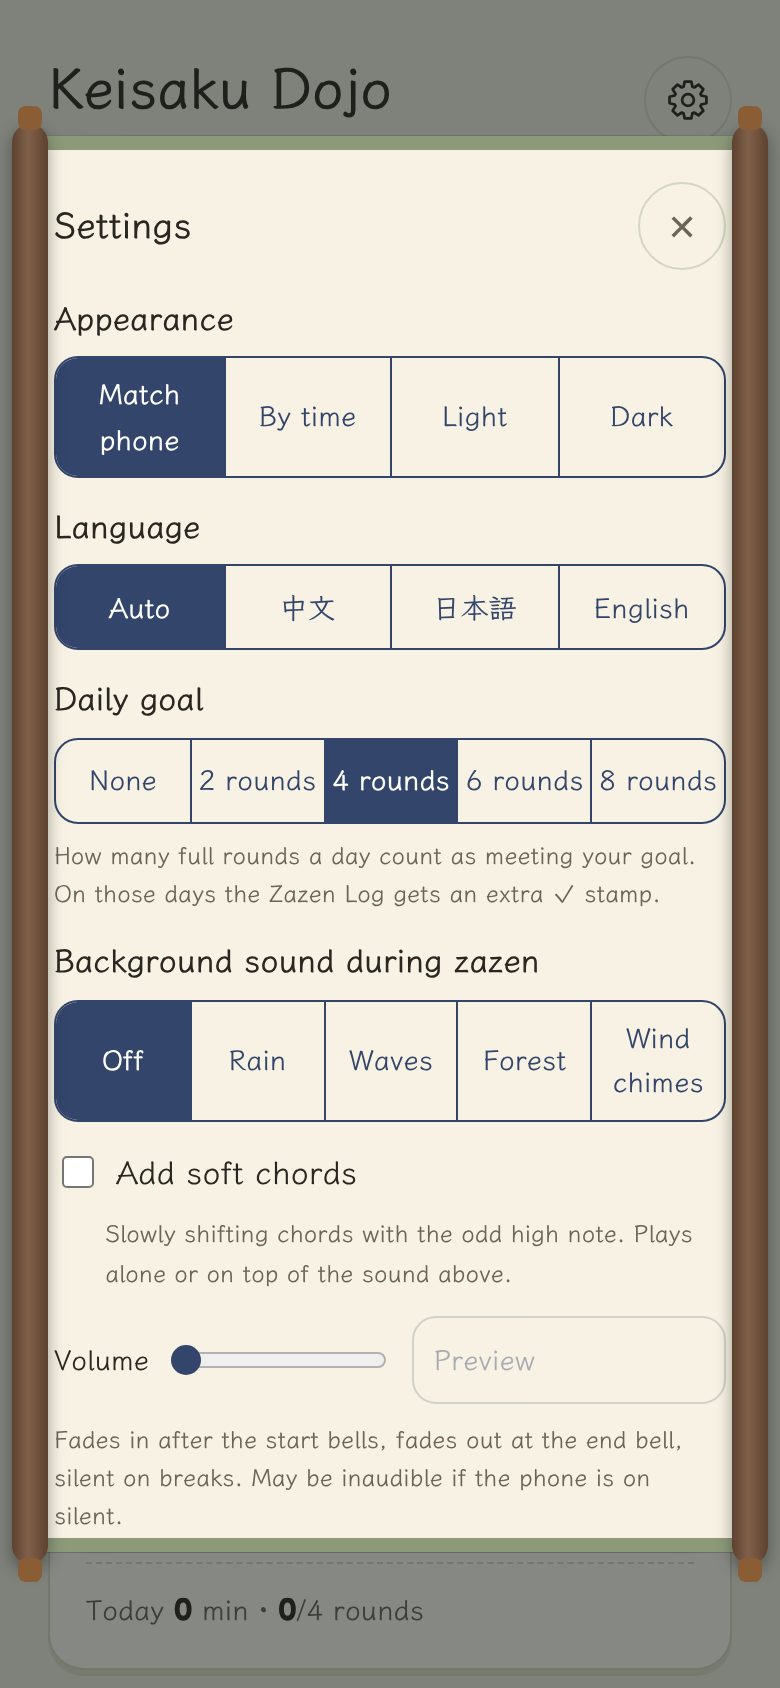 Keisaku Dojo
Settings
Appearance
Match phone
By time
Light
Dark
Language
Auto
中文
日本語
English
Daily goal
None
2 rounds
4 rounds
6 rounds
8 rounds
How many full rounds a day count as meeting your goal.
On those days the Zazen Log gets an extra ✓ stamp.
Background sound during zazen
Off
Rain
Waves
Forest
Wind chimes
Add soft chords
Slowly shifting chords with the odd high note. Plays
alone or on top of the sound above.
Volume
Preview
Fades in after the start bells, fades out at the end bell,
silent on breaks. May be inaudible if the phone is on
silent.
Today 0 min · 0/4 rounds